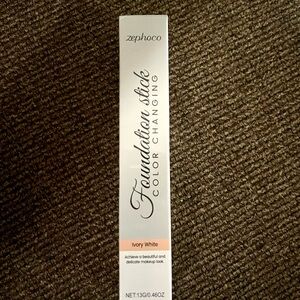 zephoco
Foundation stick
COLOR CHANGING
Ivory White
Achieve a beautiful and
delicate makeup look.
NET:13G/0.46OZ